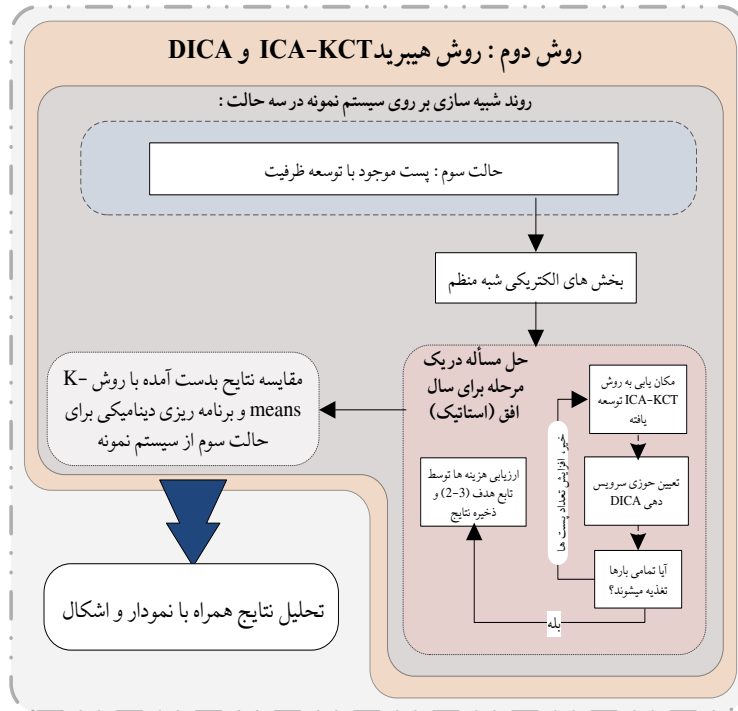 روش دوم : روش هیبرید ICA-KCT و DICA
روند شبیه سازی بر روی سیستم نمونه در سه حالت :
حالت سوم : پست موجود با توسعه ظرفیت
بخش های الکتریکی شبه منظم
حل مسأله در یک
مرحله برای سال
افق (استاتیک)
مکان یابی به روش
ICA-KCT توسعه
یافته
تعیین حوزی سرویس
دهی DICA
آیا تمامی بارها
تغذیه میشوند؟
خیر، افزایش تعداد پست ها
بله
ارزیابی هزینه ها توسط
تابع هدف (3-2) و
ذخیره نتایج
مقایسه نتایج بدست آمده با روش K-
means و برنامه ریزی دینامیکی برای
حالت سوم از سیستم نمونه
تحلیل نتایج همراه با نمودار و اشکال